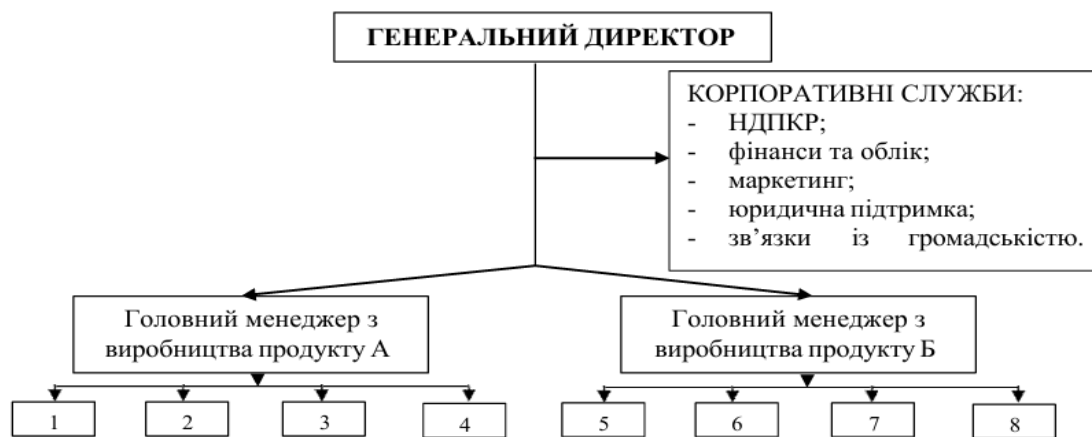 ГЕНЕРАЛЬНИЙ ДИРЕКТОР
КОРПОРАТИВНІ СЛУЖБИ:
- НДПКР;
- фінанси та облік;
- маркетинг;
- юридична підтримка;
- зв’язки із громадськістю.
Головний менеджер з
виробництва продукту А
Головний менеджер з
виробництва продукту Б
1 2 3 4 5 6 7 8